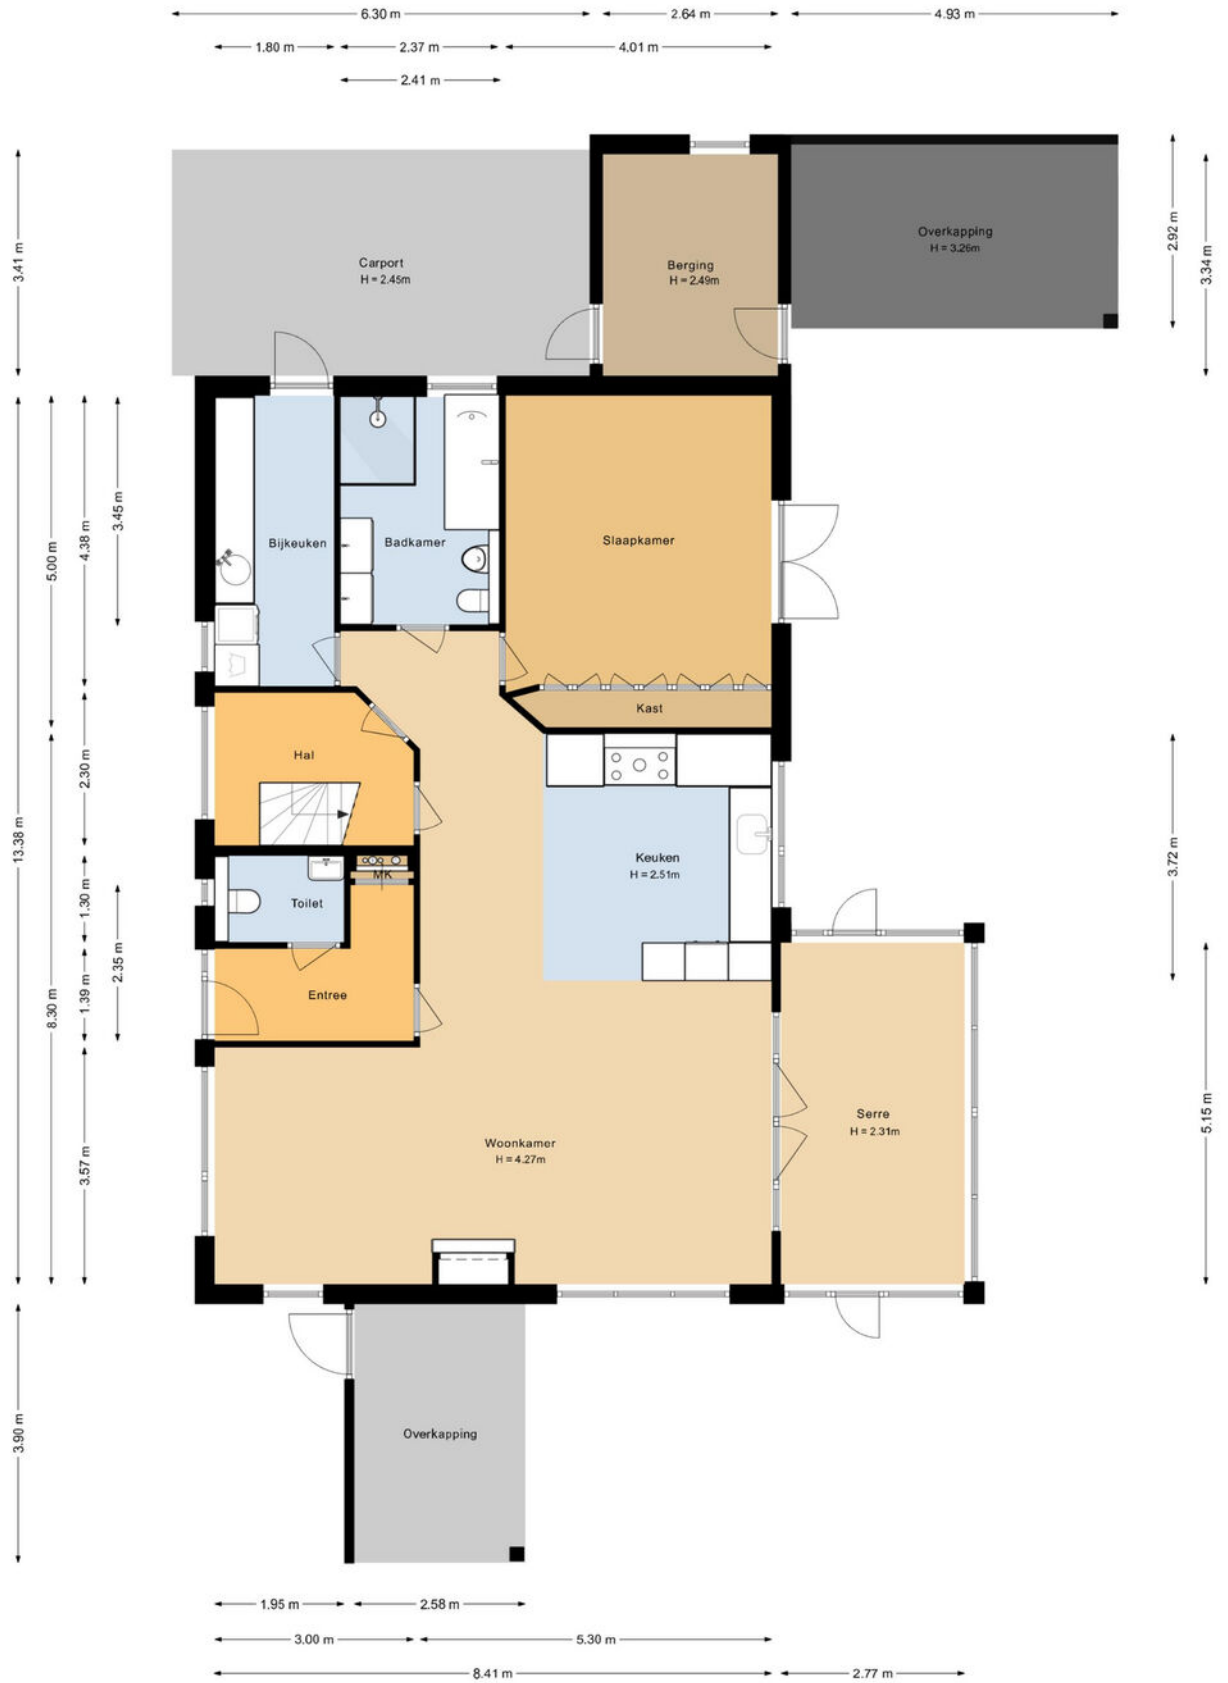 6.30 m
2.64 m
4.93 m
1.80 m
2.37 m
4.01 m
2.41 m
3.41 m
2.92 m
3.34 m
Carport
H = 2.45m
Berging
H = 2.49m
Overkapping
H = 3.26m
13.38 m
5.00 m
4.38 m
3.45 m
Bijkeuken
Badkamer
Slaapkamer
Kast
2.30 m
Hal
8.30 m
1.30 m
2.35 m
1.39 m
Toilet
MK
Entree
Keuken
H = 2.51m
3.72 m
3.57 m
Woonkamer
H = 4.27m
Serre
H = 2.31m
5.15 m
3.90 m
Overkapping
1.95 m
2.58 m
3.00 m
5.30 m
8.41 m
2.77 m